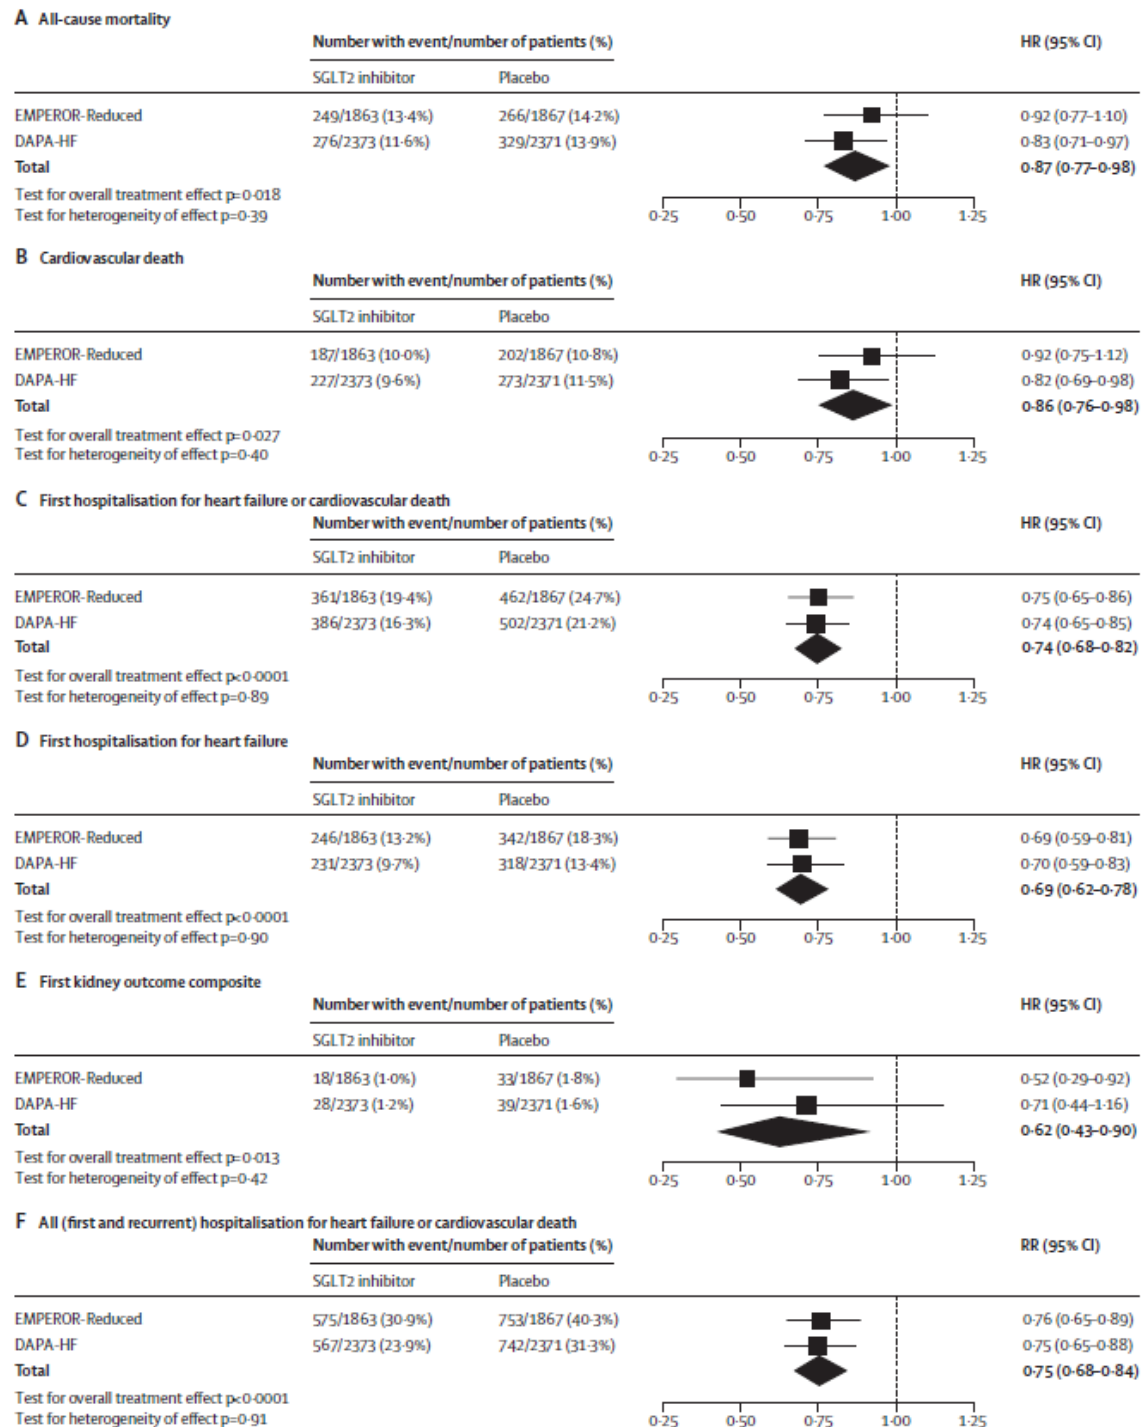 A All-cause mortality
Number with event/number of patients (%) HR (95% CI)
SGLT2 inhibitor Placebo
EMPEROR-Reduced 249/1863 (13·4%) 266/1867 (14·2%) 0·92 (0·77–1·10)
DAPA-HF 276/2373 (11·6%) 329/2371 (13·9%) 0·83 (0·71–0·97)
Total 0·87 (0·77–0·98)
Test for overall treatment effect p=0·018
Test for heterogeneity of effect p=0·39
0·25 0·50 0·75 1·00 1·25
B Cardiovascular death
Number with event/number of patients (%) HR (95% CI)
SGLT2 inhibitor Placebo
EMPEROR-Reduced 187/1863 (10·0%) 202/1867 (10·8%) 0·92 (0·75–1·12)
DAPA-HF 227/2373 (9·6%) 273/2371 (11·5%) 0·82 (0·69–0·98)
Total 0·86 (0·76–0·98)
Test for overall treatment effect p=0·027
Test for heterogeneity of effect p=0·40
0·25 0·50 0·75 1·00 1·25
C First hospitalisation for heart failure or cardiovascular death
Number with event/number of patients (%) HR (95% CI)
SGLT2 inhibitor Placebo
EMPEROR-Reduced 361/1863 (19·4%) 462/1867 (24·7%) 0·75 (0·65–0·86)
DAPA-HF 386/2373 (16·3%) 502/2371 (21·2%) 0·74 (0·65–0·85)
Total 0·74 (0·68–0·82)
Test for overall treatment effect p<0·0001
Test for heterogeneity of effect p=0·89
0·25 0·50 0·75 1·00 1·25
D First hospitalisation for heart failure
Number with event/number of patients (%) HR (95% CI)
SGLT2 inhibitor Placebo
EMPEROR-Reduced 246/1863 (13·2%) 342/1867 (18·3%) 0·69 (0·59–0·81)
DAPA-HF 231/2373 (9·7%) 318/2371 (13·4%) 0·70 (0·59–0·83)
Total 0·69 (0·62–0·78)
Test for overall treatment effect p<0·0001
Test for heterogeneity of effect p=0·90
0·25 0·50 0·75 1·00 1·25
E First kidney outcome composite
Number with event/number of patients (%) HR (95% CI)
SGLT2 inhibitor Placebo
EMPEROR-Reduced 18/1863 (1·0%) 33/1867 (1·8%) 0·52 (0·29–0·92)
DAPA-HF 28/2373 (1·2%) 39/2371 (1·6%) 0·71 (0·44–1·16)
Total 0·62 (0·43–0·90)
Test for overall treatment effect p=0·013
Test for heterogeneity of effect p=0·42
0·25 0·50 0·75 1·00 1·25
F All (first and recurrent) hospitalisation for heart failure or cardiovascular death
Number with event/number of patients (%) RR (95% CI)
SGLT2 inhibitor Placebo
EMPEROR-Reduced 575/1863 (30·9%) 753/1867 (40·3%) 0·76 (0·65–0·89)
DAPA-HF 567/2373 (23·9%) 742/2371 (31·3%) 0·75 (0·65–0·88)
Total 0·75 (0·68–0·84)
Test for overall treatment effect p<0·0001
Test for heterogeneity of effect p=0·91
0·25 0·50 0·75 1·00 1·25